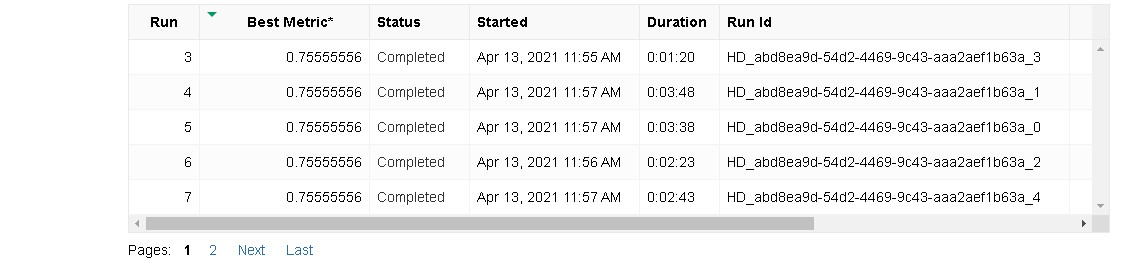 Run Best Metric* Status Started Duration Run Id
3 0.75555556 Completed Apr 13, 2021 11:55 AM 0:01:20 HD_abd8ea9d-54d2-4469-9c43-aaa2aef1b63a_3
4 0.75555556 Completed Apr 13, 2021 11:57 AM 0:03:48 HD_abd8ea9d-54d2-4469-9c43-aaa2aef1b63a_1
5 0.75555556 Completed Apr 13, 2021 11:57 AM 0:03:38 HD_abd8ea9d-54d2-4469-9c43-aaa2aef1b63a_0
6 0.75555556 Completed Apr 13, 2021 11:56 AM 0:02:23 HD_abd8ea9d-54d2-4469-9c43-aaa2aef1b63a_2
7 0.75555556 Completed Apr 13, 2021 11:57 AM 0:02:43 HD_abd8ea9d-54d2-4469-9c43-aaa2aef1b63a_4
Pages: 1 2 Next Last